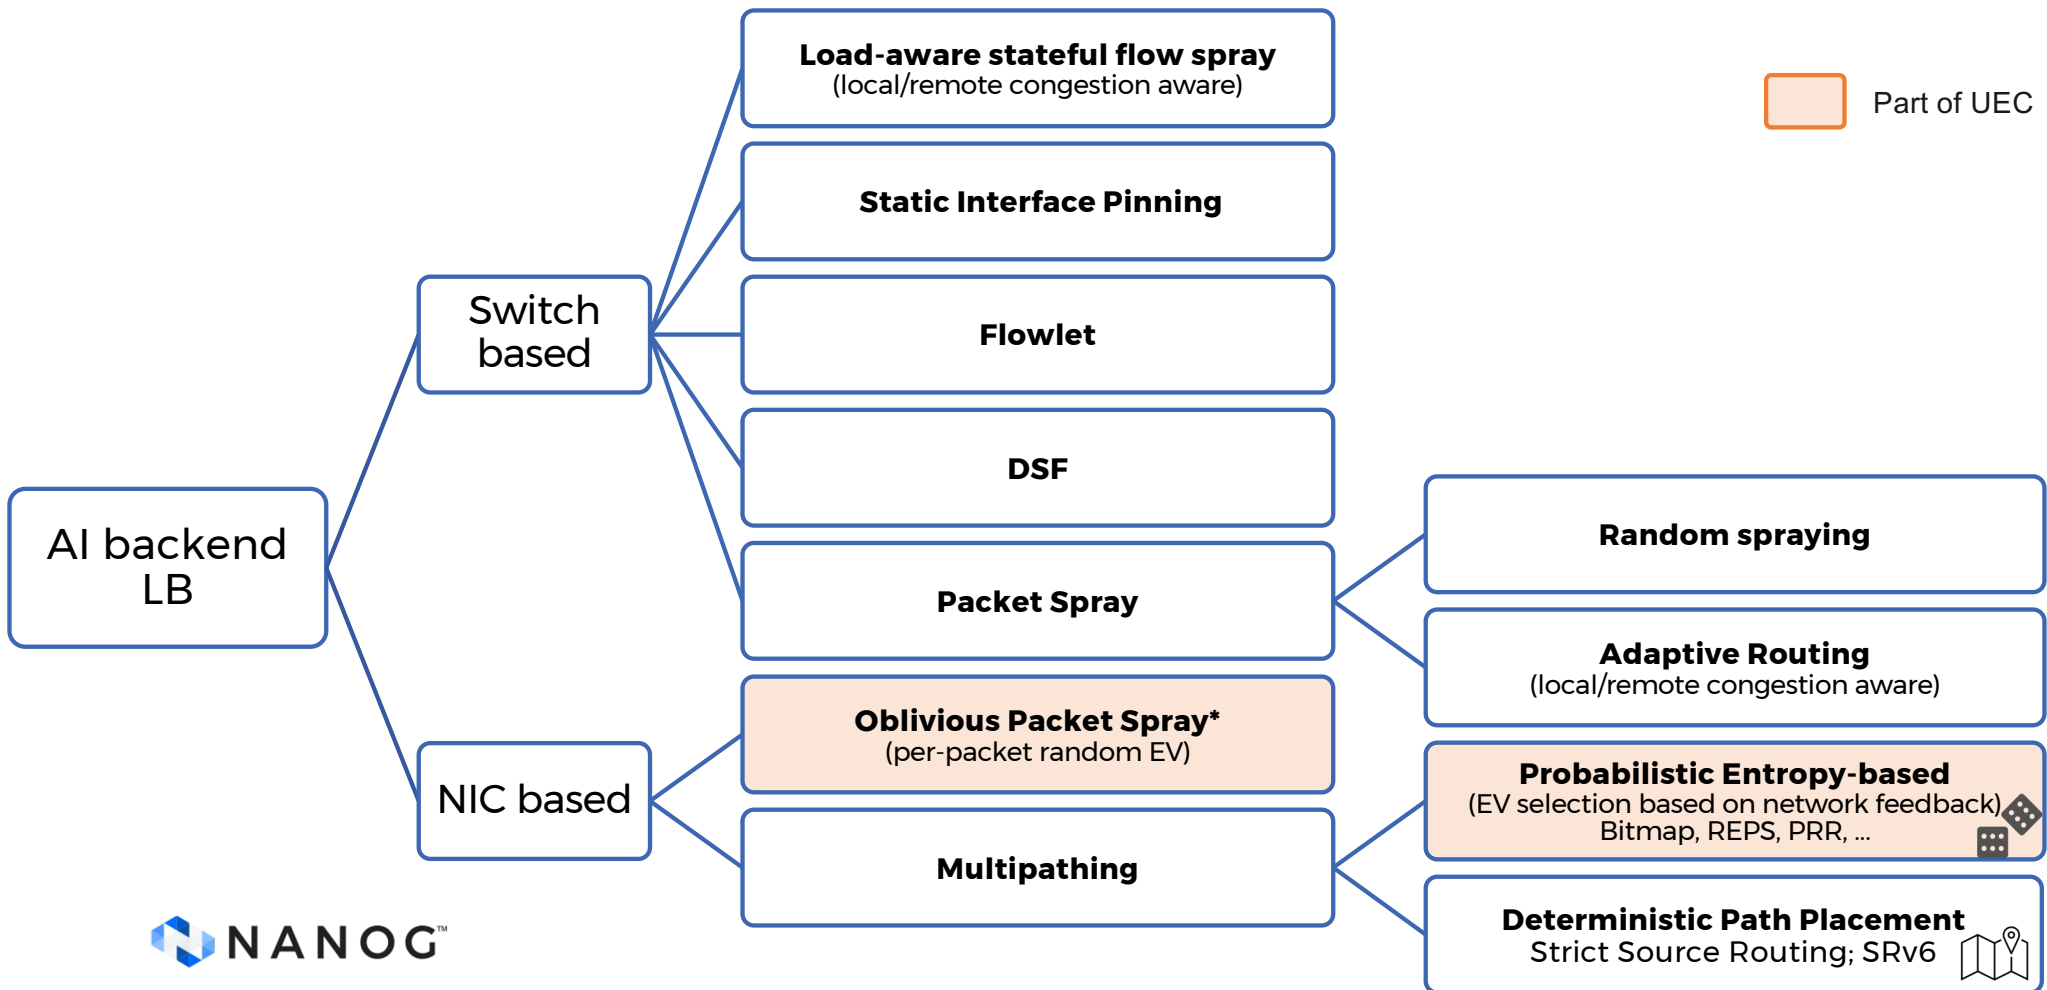 Load-aware stateful flow spray
(local/remote congestion aware)
Part of UEC
Static Interface Pinning
Switch
based
Flowlet
DSF
AI backend
LB
Packet Spray
Random spraying
Adaptive Routing
(local/remote congestion aware)
NIC based
Oblivious Packet Spray*
(per-packet random EV)
Multipathing
Probabilistic Entropy-based
(EV selection based on network feedback)
Bitmap, REPS, PRR, ...
Deterministic Path Placement
Strict Source Routing; SRv6
NANOG™